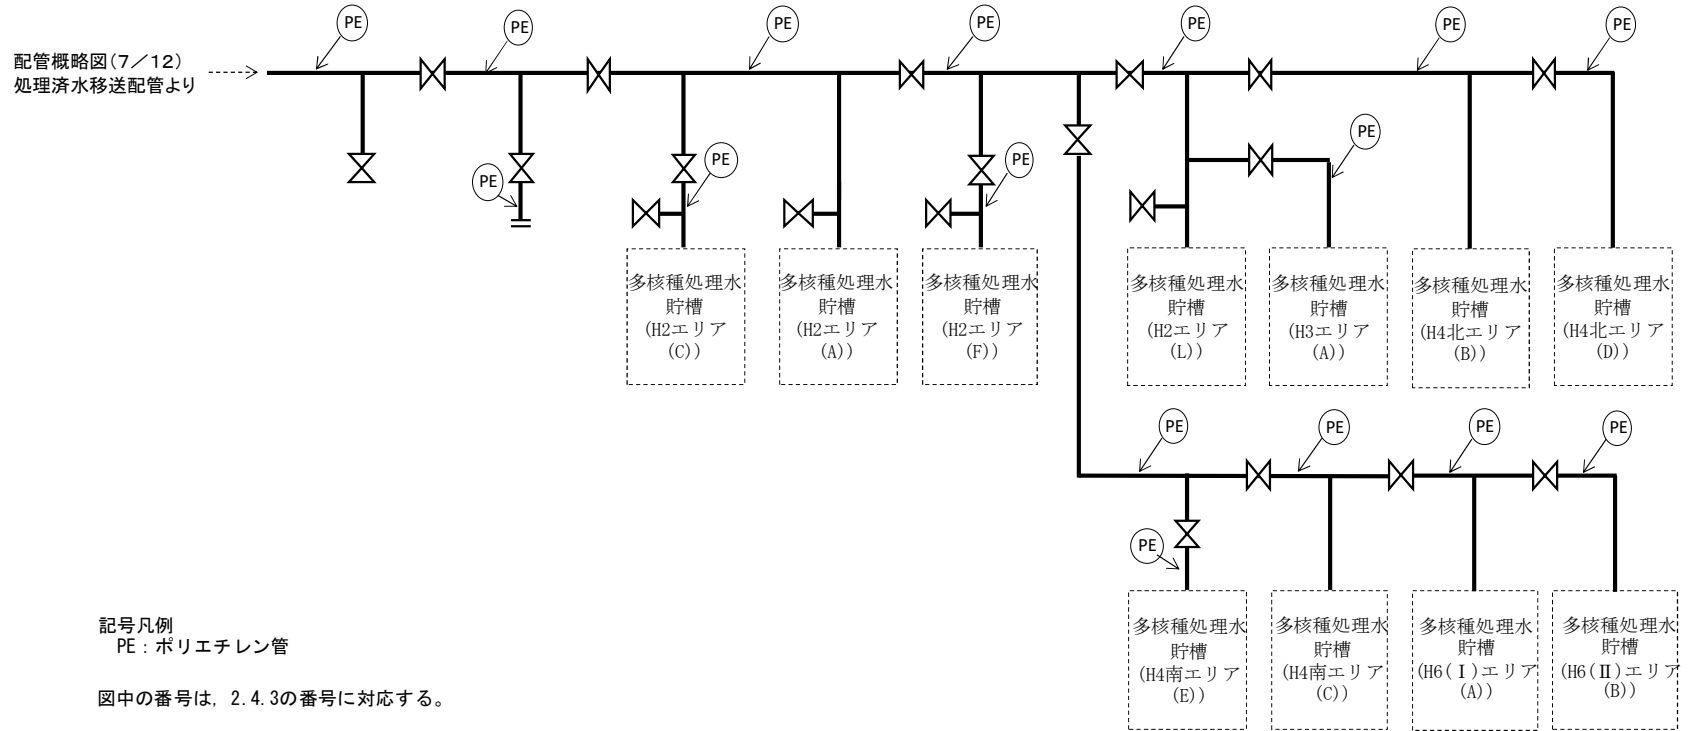 PE
PE
PE
PE
PE
PE
PE
配管概略図(7／12)
処理済水移送配管より
PE
PE
PE
PE
多核種処理水
貯槽
(H2エリア
(C))
多核種処理水
貯槽
(H2エリア
(A))
多核種処理水
貯槽
(H2エリア
(F))
多核種処理水
貯槽
(H2エリア
(L))
多核種処理水
貯槽
(H3エリア
(A))
多核種処理水
貯槽
(H4北エリア
(B))
多核種処理水
貯槽
(H4北エリア
(D))
PE
PE
PE
PE
PE
多核種処理水
貯槽
(H4南エリア
(E))
多核種処理水
貯槽
(H4南エリア
(C))
多核種処理水
貯槽
(H6(Ⅰ)エリア
(A))
多核種処理水
貯槽
(H6(Ⅱ)エリア
(B))
記号凡例
PE：ポリエチレン管
図中の番号は, 2.4.3の番号に対応する。